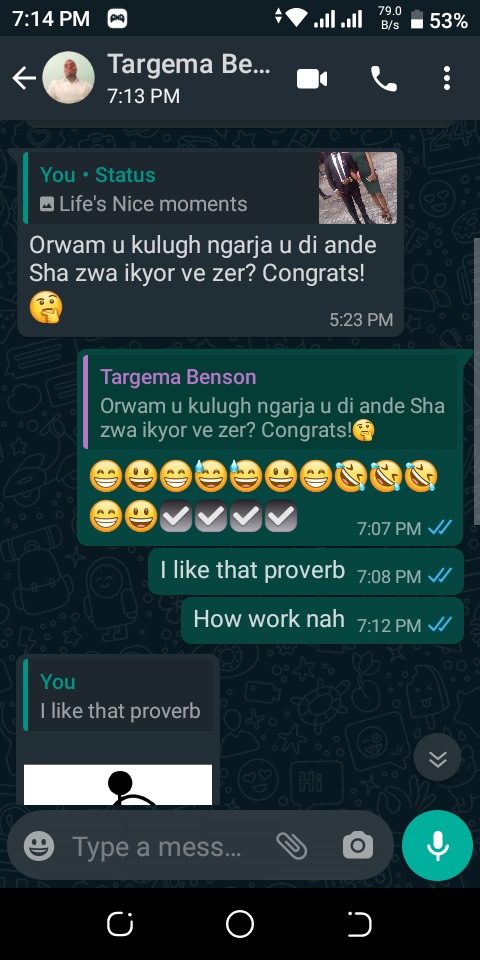 7:14 PM
79.0
B/s
53%
Targema Be...
7:13 PM
You • Status
Life's Nice moments
Orwam u kulugh ngarja u di ande
Sha zwa ikyor ve zer? Congrats!
🤔
5:23 PM
Targema Benson
Orwam u kulugh ngarja u di ande Sha
zwa ikyor ve zer? Congrats!🤔
😁😃😁😅😅😃😁🤣🤣🤣
😁😃☑☑☑☑
7:07 PM
I like that proverb 7:08 PM
How work nah 7:12 PM
You
I like that proverb
Type a mess...